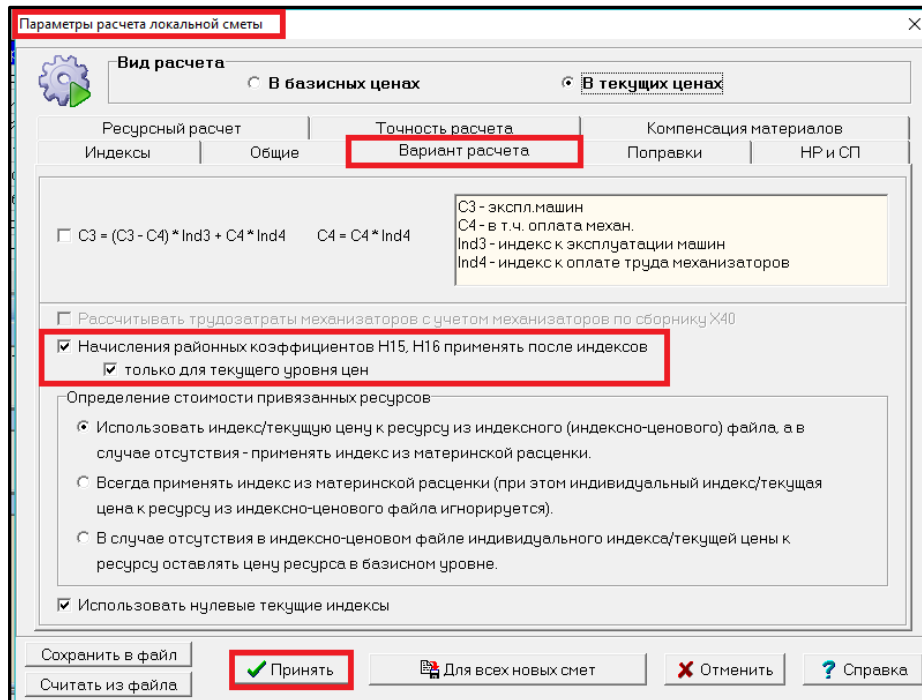 Параметры расчета локальной сметы
Вид расчета
В базисных ценах
В текущих ценах
Ресурсный расчет
Точность расчета
Компенсация материалов
Индексы
Общие
Вариант расчета
Поправки
НР и СП
С3 = (С3 - С4) * Ind3 + С4 * Ind4 С4 = С4 * Ind4
С3 - экспл.машин
С4 - в т.ч. оплата механ.
Ind3 - индекс к эксплуатации машин
Ind4 - индекс к оплате труда механизаторов
Рассчитывать трудозатраты механизаторов с учетом механизаторов по сборнику Х40
Начисления районных коэффициентов Н15, Н16 применять после индексов
только для текущего уровня цен
Определение стоимости привязанных ресурсов
Использовать индекс/текущую цену к ресурсу из индексного (индексно-ценового) файла, а в
случае отсутствия - применять индекс из материнской расценки.
Всегда применять индекс из материнской расценки (при этом индивидуальный индекс/текущая
цена к ресурсу из индексно-ценового файла игнорируется).
В случае отсутствия в индексно-ценовом файле индивидуального индекса/текущей цены к
ресурсу оставлять цену ресурса в базисном уровне.
Использовать нулевые текущие индексы
Сохранить в файл
Считать из файла
Принять
Для всех новых смет
Отменить
? Справка